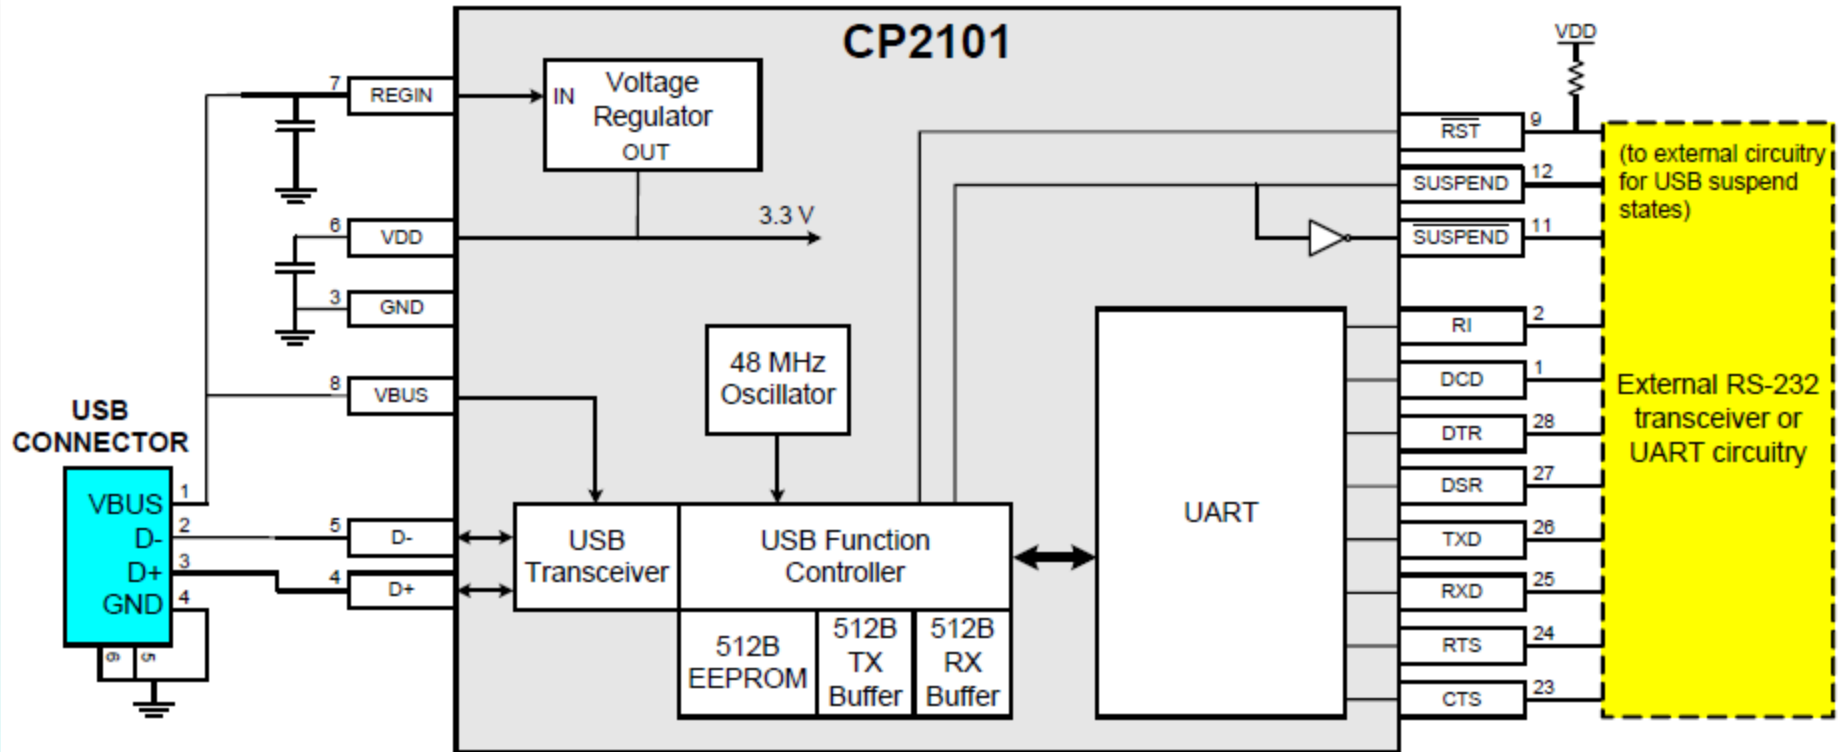 CP2101
Voltage
Regulator
IN
OUT
7
REGIN
6
VDD
3.3 V
3
GND
8
VBUS
48 MHz
Oscillator
USB
CONNECTOR
VBUS
1
D-
2
D+
3
GND
4
6
5
5
D-
4
D+
USB
Transceiver
USB Function
Controller
512B
EEPROM
512B
TX
Buffer
512B
RX
Buffer
UART
VDD
RST
9
SUSPEND
12
SUSPEND
11
RI
2
DCD
1
DTR
28
DSR
27
TXD
26
RXD
25
RTS
24
CTS
23
(to external circuitry
for USB suspend
states)
External RS-232
transceiver or
UART circuitry